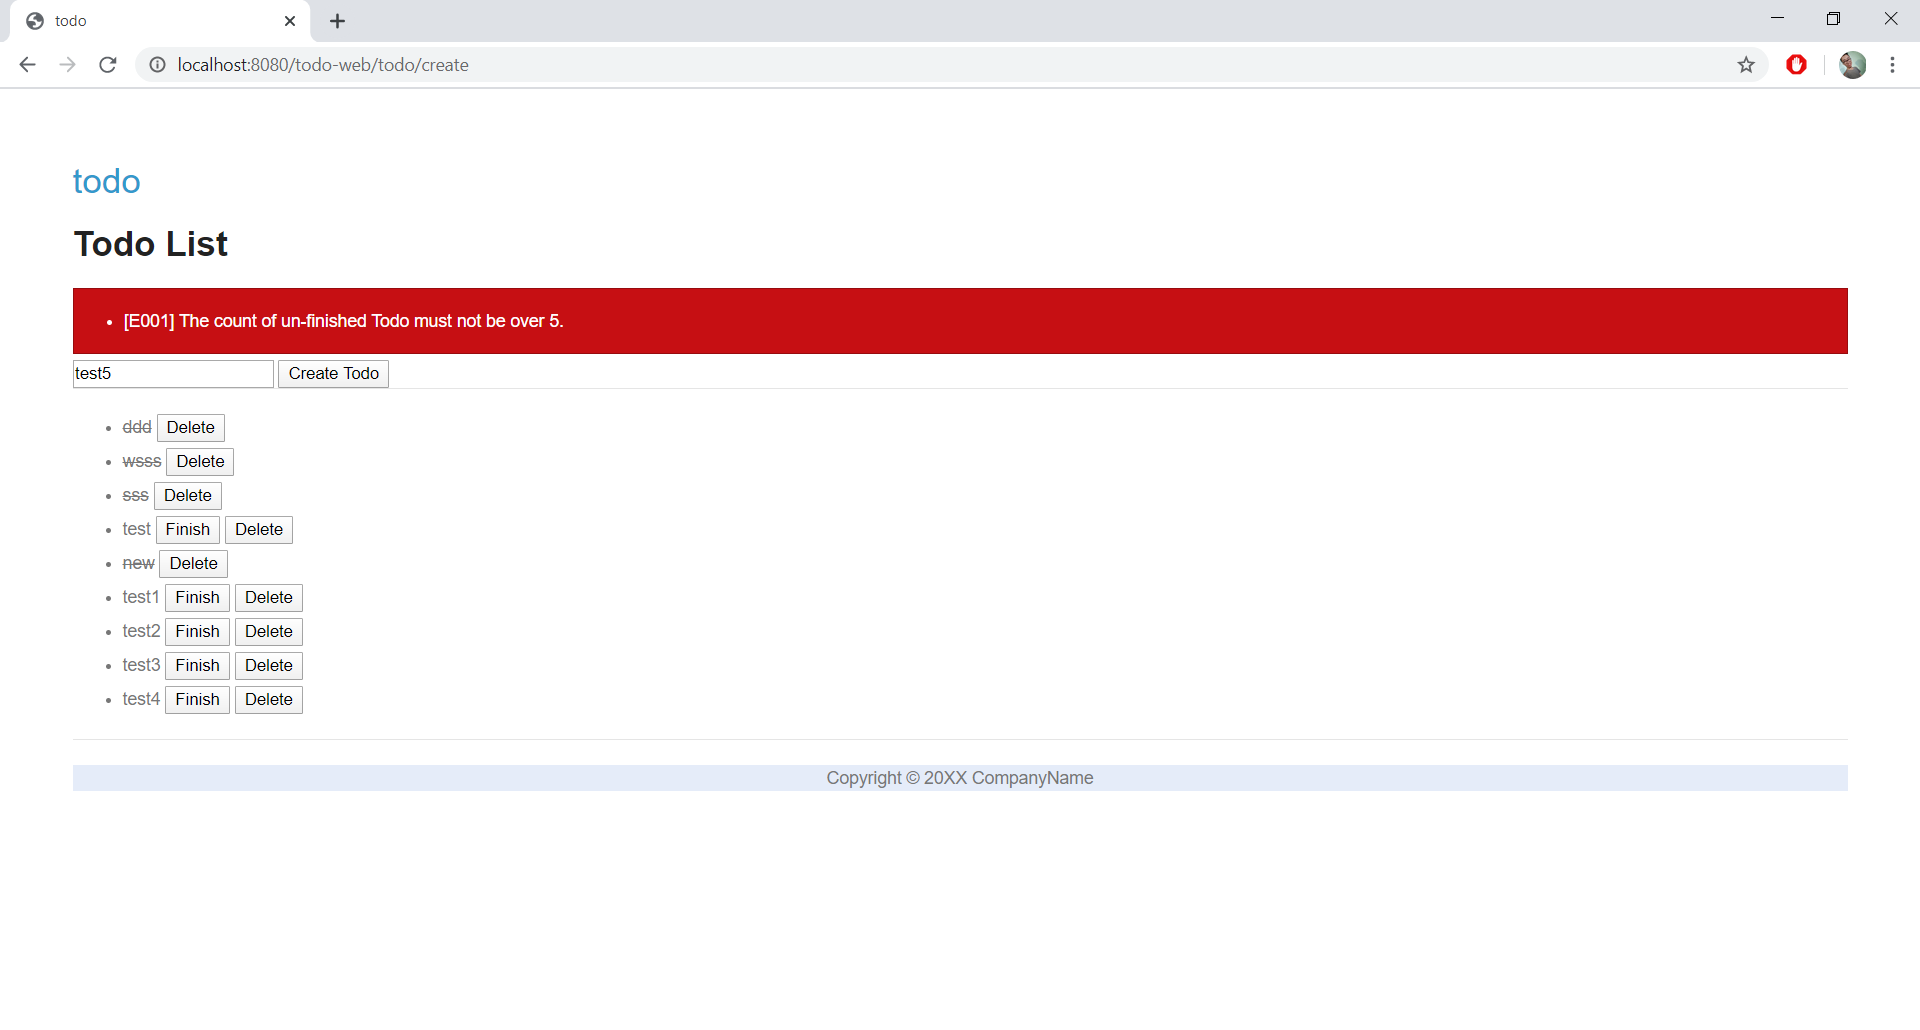 todo
localhost:8080/todo-web/todo/create
todo
Todo List
[E001] The count of un-finished Todo must not be over 5.
test5 Create Todo
ddd Delete
wsss Delete
sss Delete
test Finish Delete
new Delete
test1 Finish Delete
test2 Finish Delete
test3 Finish Delete
test4 Finish Delete
Copyright © 20XX CompanyName